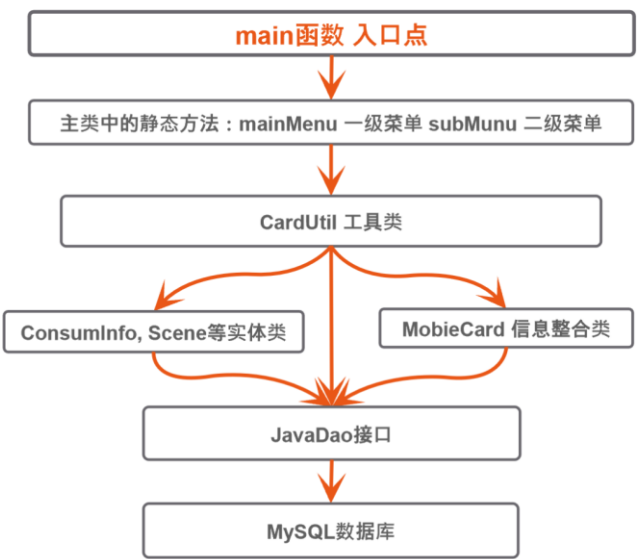 main函数 入口点
主类中的静态方法：mainMenu 一级菜单 subMunu 二级菜单
CardUtil 工具类
ConsumInfo, Scene等实体类
MobieCard 信息整合类
JavaDao接口
MySQL数据库